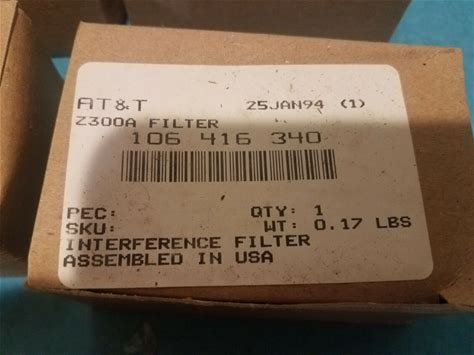 AT&T 25JAN94 (1)
Z300A FILTER
106 416 340
PEC: QTY: 1
SKU: WT: 0.17 LBS
INTERFERENCE FILTER
ASSEMBLED IN USA